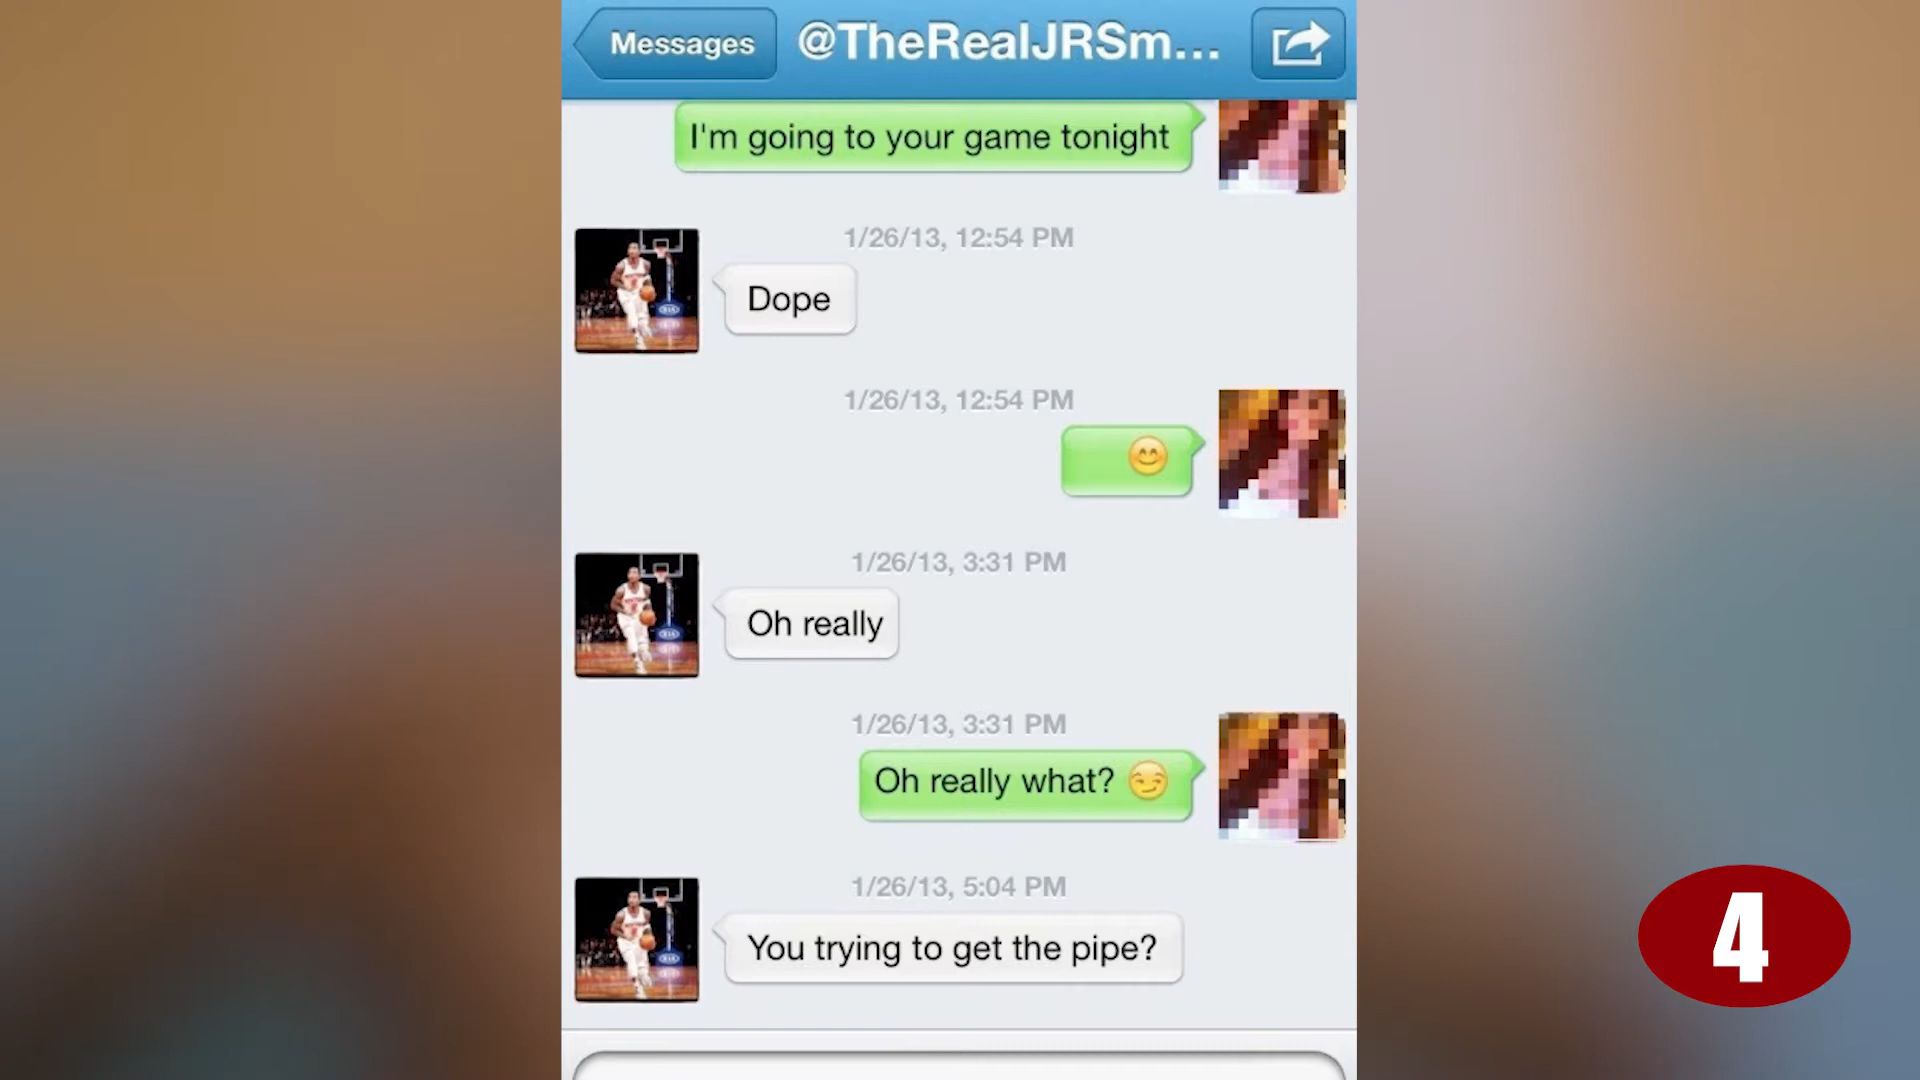 Messages
@TheRealJRSm...
I'm going to your game tonight
1/26/13, 12:54 PM
Dope
1/26/13, 12:54 PM
😊
1/26/13, 3:31 PM
Oh really
1/26/13, 3:31 PM
Oh really what? 😏
1/26/13, 5:04 PM
You trying to get the pipe?
4